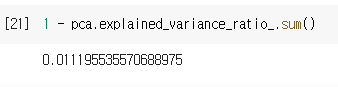 [21] 1 - pca.explained_variance_ratio_.sum()
0.011195535570688975